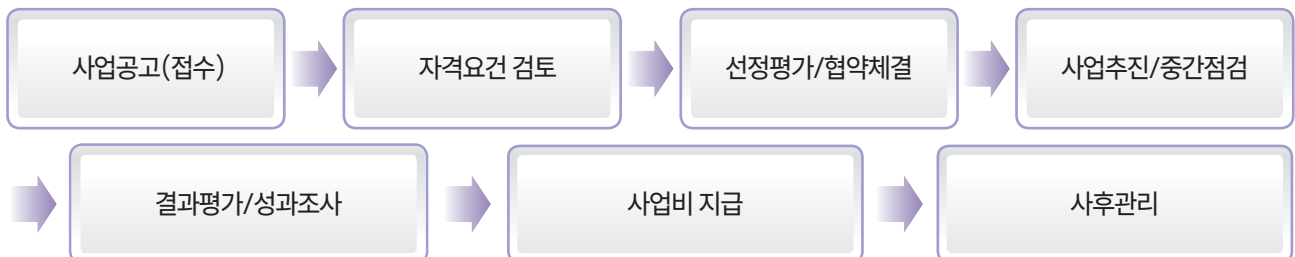 사업공고(접수)
자격요건 검토
선정평가/협약체결
사업추진/중간점검
결과평가/성과조사
사업비 지급
사후관리